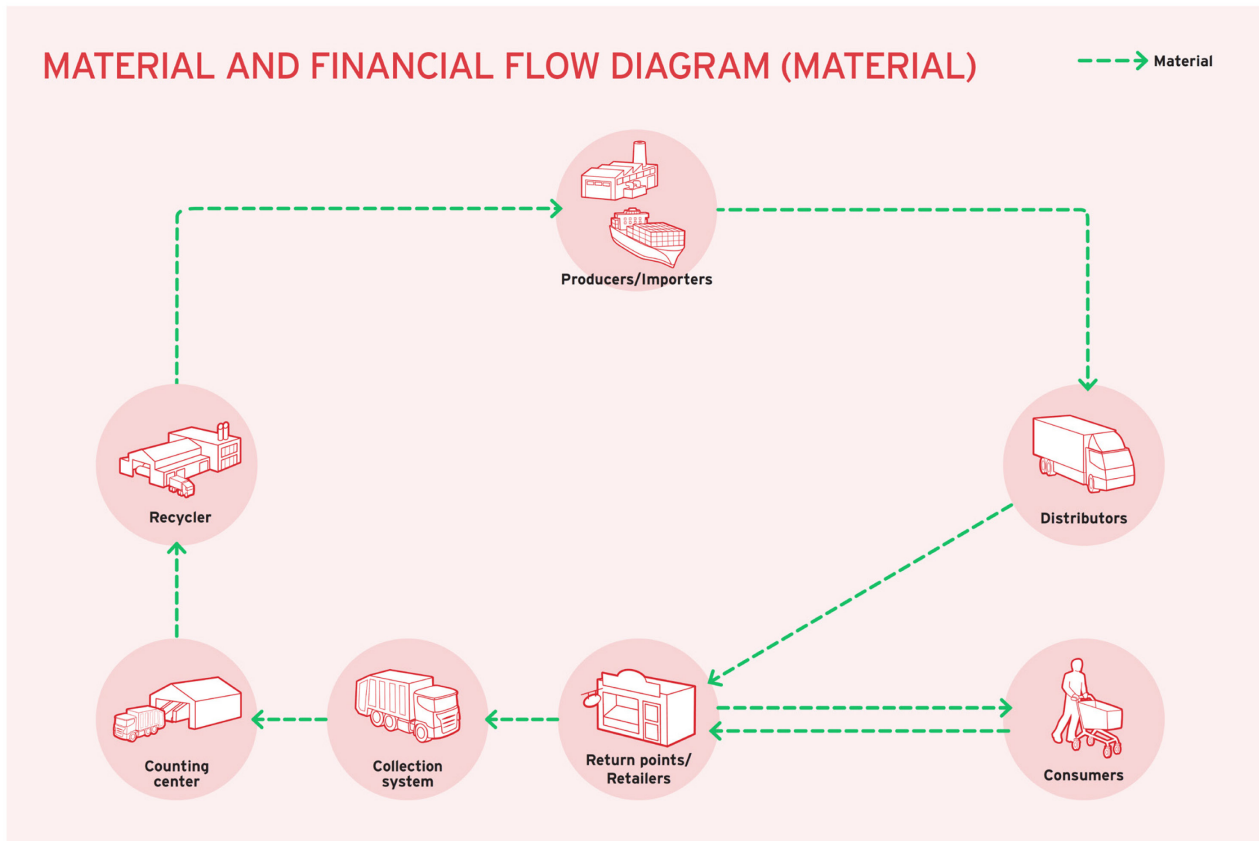 MATERIAL AND FINANCIAL FLOW DIAGRAM (MATERIAL)
Material
Producers/Importers
Recycler
Distributors
Counting
center
Collection
system
Return points/
Retailers
Consumers